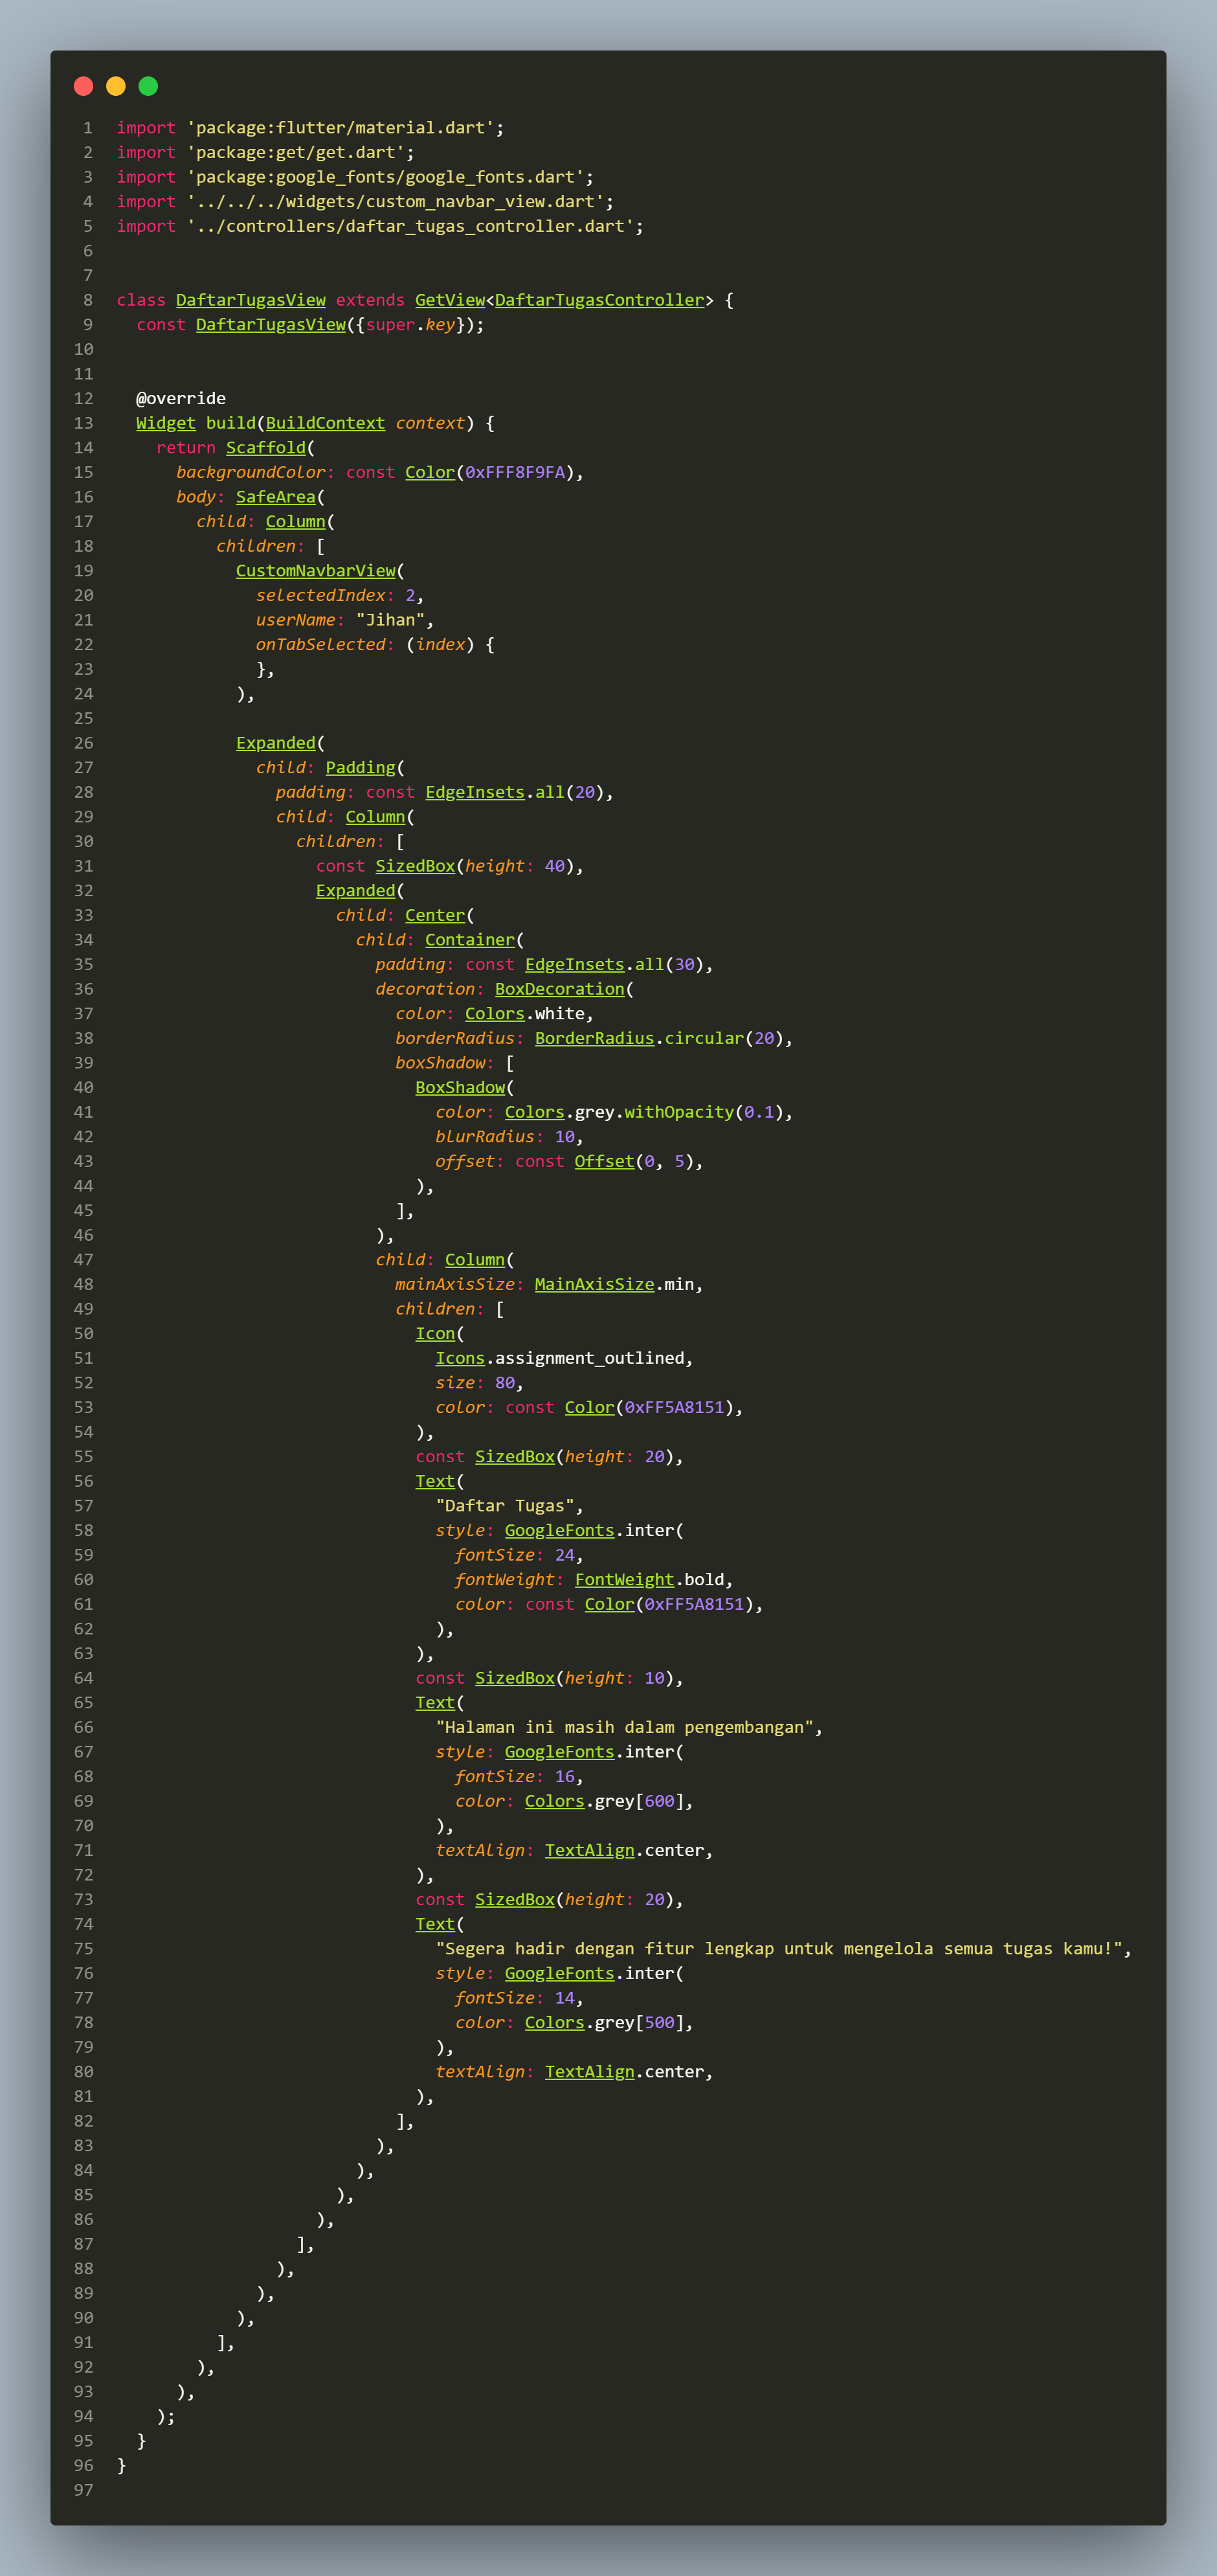 1 import 'package:flutter/material.dart';
2 import 'package:get/get.dart';
3 import 'package:google_fonts/google_fonts.dart';
4 import '../../../widgets/custom_navbar_view.dart';
5 import '../controllers/daftar_tugas_controller.dart';
6
7
8 class DaftarTugasView extends GetView<DaftarTugasController> {
9   const DaftarTugasView({super.key});
10
11
12   @override
13   Widget build(BuildContext context) {
14     return Scaffold(
15       backgroundColor: const Color(0xFFF8F9FA),
16       body: SafeArea(
17         child: Column(
18           children: [
19             CustomNavbarView(
20               selectedIndex: 2,
21               userName: "Jihan",
22               onTabSelected: (index) {
23               },
24             ),
25
26             Expanded(
27               child: Padding(
28                 padding: const EdgeInsets.all(20),
29                 child: Column(
30                   children: [
31                     const SizedBox(height: 40),
32                     Expanded(
33                       child: Center(
34                         child: Container(
35                           padding: const EdgeInsets.all(30),
36                           decoration: BoxDecoration(
37                             color: Colors.white,
38                             borderRadius: BorderRadius.circular(20),
39                             boxShadow: [
40                               BoxShadow(
41                                 color: Colors.grey.withOpacity(0.1),
42                                 blurRadius: 10,
43                                 offset: const Offset(0, 5),
44                               ),
45                             ],
46                           ),
47                           child: Column(
48                             mainAxisSize: MainAxisSize.min,
49                             children: [
50                               Icon(
51                                 Icons.assignment_outlined,
52                                 size: 80,
53                                 color: const Color(0xFF5A8151),
54                               ),
55                               const SizedBox(height: 20),
56                               Text(
57                                 "Daftar Tugas",
58                                 style: GoogleFonts.inter(
59                                   fontSize: 24,
60                                   fontWeight: FontWeight.bold,
61                                   color: const Color(0xFF5A8151),
62                                 ),
63                               ),
64                               const SizedBox(height: 10),
65                               Text(
66                                 "Halaman ini masih dalam pengembangan",
67                                 style: GoogleFonts.inter(
68                                   fontSize: 16,
69                                   color: Colors.grey[600],
70                                 ),
71                                 textAlign: TextAlign.center,
72                               ),
73                               const SizedBox(height: 20),
74                               Text(
75                                 "Segera hadir dengan fitur lengkap untuk mengelola semua tugas kamu!",
76                                 style: GoogleFonts.inter(
77                                   fontSize: 14,
78                                   color: Colors.grey[500],
79                                 ),
80                                 textAlign: TextAlign.center,
81                               ),
82                             ],
83                           ),
84                         ),
85                       ),
86                     ),
87                   ],
88                 ),
89               ),
90             ),
91           ],
92         ),
93       ),
94     );
95   }
96 }
97